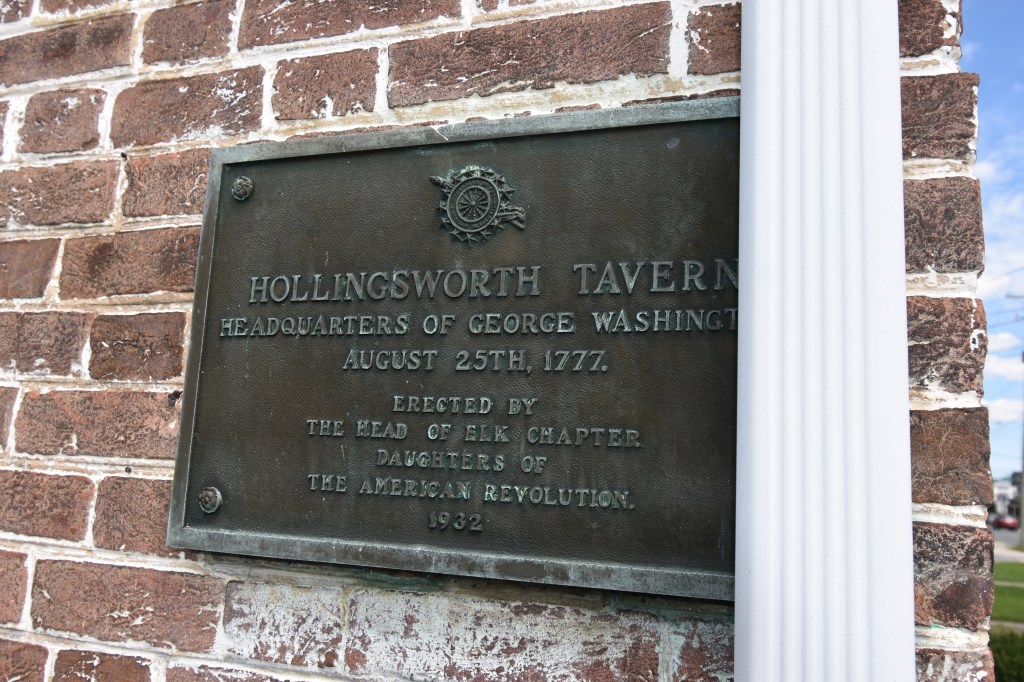 HOLLINGSWORTH TAVERN
HEADQUARTERS OF GEORGE WASHINGT
AUGUST 25TH, 1777.
ERECTED BY
THE HEAD OF ELK CHAPTER
DAUGHTERS OF
THE AMERICAN REVOLUTION.
1932